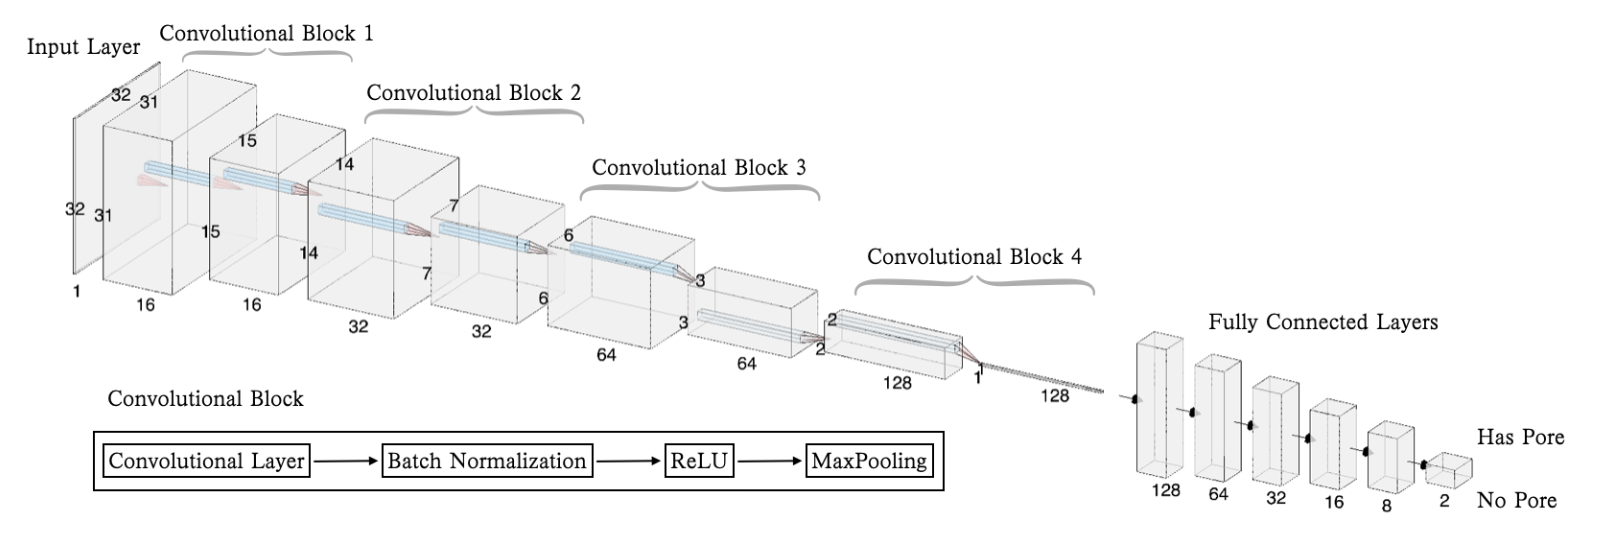 Input Layer
Convolutional Block 1
Convolutional Block 2
Convolutional Block 3
Convolutional Block 4
Fully Connected Layers
32
31
32
31
1
16
15
15
16
14
14
32
7
7
32
6
6
64
3
3
64
2
2
128
1
128
128
64
32
16
8
2
Has Pore
No Pore
Convolutional Block
Convolutional Layer
Batch Normalization
ReLU
MaxPooling